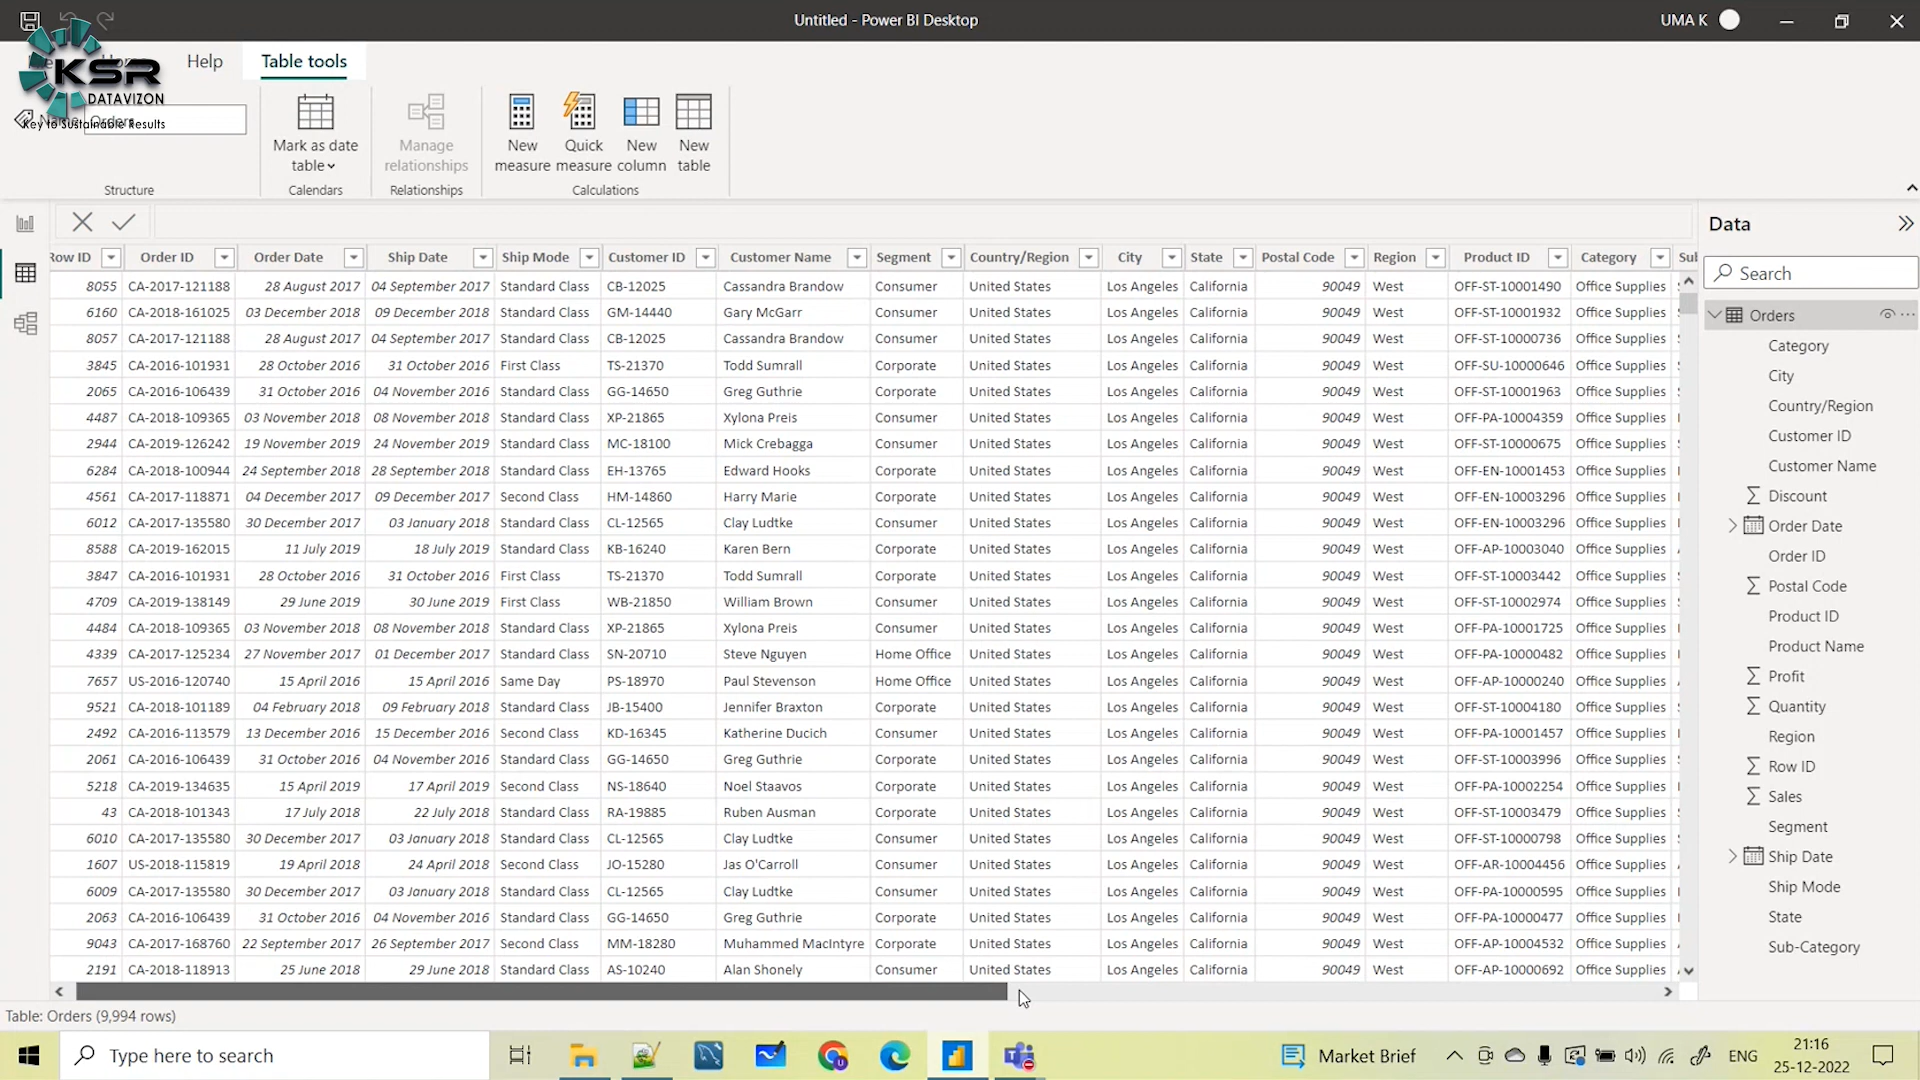 Untitled - Power BI Desktop
UMA K
KSR
DATAVIZON
Key to Sustainable Results
Help
Table tools
Mark as date table
Manage relationships
New measure
Quick measure
New column
New table
Structure
Calendars
Relationships
Calculations
Row ID Order ID Order Date Ship Date Ship Mode Customer ID Customer Name Segment Country/Region City State Postal Code Region Product ID Category Sub
8055 CA-2017-121188 28 August 2017 04 September 2017 Standard Class CB-12025 Cassandra Brandow Consumer United States Los Angeles California 90049 West OFF-ST-10001490 Office Supplies
6160 CA-2018-161025 03 December 2018 09 December 2018 Standard Class GM-14440 Gary McGarr Consumer United States Los Angeles California 90049 West OFF-ST-10001932 Office Supplies
8057 CA-2017-121188 28 August 2017 04 September 2017 Standard Class CB-12025 Cassandra Brandow Consumer United States Los Angeles California 90049 West OFF-ST-10000736 Office Supplies
3845 CA-2016-101931 28 October 2016 31 October 2016 First Class TS-21370 Todd Sumrall Corporate United States Los Angeles California 90049 West OFF-SU-10000646 Office Supplies
2065 CA-2016-106439 31 October 2016 04 November 2016 Standard Class GG-14650 Greg Guthrie Corporate United States Los Angeles California 90049 West OFF-ST-10001963 Office Supplies
4487 CA-2018-109365 03 November 2018 08 November 2018 Standard Class XP-21865 Xylona Preis Consumer United States Los Angeles California 90049 West OFF-PA-10004359 Office Supplies
2944 CA-2019-126242 19 November 2019 24 November 2019 Standard Class MC-18100 Mick Crebagga Consumer United States Los Angeles California 90049 West OFF-ST-10000675 Office Supplies
6284 CA-2018-100944 24 September 2018 28 September 2018 Standard Class EH-13765 Edward Hooks Corporate United States Los Angeles California 90049 West OFF-EN-10001453 Office Supplies
4561 CA-2017-118871 04 December 2017 09 December 2017 Second Class HM-14860 Harry Marie Corporate United States Los Angeles California 90049 West OFF-EN-10003296 Office Supplies
6012 CA-2017-135580 30 December 2017 03 January 2018 Standard Class CL-12565 Clay Ludtke Consumer United States Los Angeles California 90049 West OFF-EN-10003296 Office Supplies
8588 CA-2019-162015 11 July 2019 18 July 2019 Standard Class KB-16240 Karen Bern Corporate United States Los Angeles California 90049 West OFF-AP-10003040 Office Supplies
3847 CA-2016-101931 28 October 2016 31 October 2016 First Class TS-21370 Todd Sumrall Corporate United States Los Angeles California 90049 West OFF-ST-10003442 Office Supplies
4709 CA-2019-138149 29 June 2019 30 June 2019 First Class WB-21850 William Brown Consumer United States Los Angeles California 90049 West OFF-ST-10002974 Office Supplies
4484 CA-2018-109365 03 November 2018 08 November 2018 Standard Class XP-21865 Xylona Preis Consumer United States Los Angeles California 90049 West OFF-PA-10001725 Office Supplies
4339 CA-2017-125234 27 November 2017 01 December 2017 Standard Class SN-20710 Steve Nguyen Home Office United States Los Angeles California 90049 West OFF-PA-10000482 Office Supplies
7657 US-2016-120740 15 April 2016 15 April 2016 Same Day PS-18970 Paul Stevenson Home Office United States Los Angeles California 90049 West OFF-AP-10000240 Office Supplies
9521 CA-2018-101189 04 February 2018 09 February 2018 Standard Class JB-15400 Jennifer Braxton Corporate United States Los Angeles California 90049 West OFF-ST-10004180 Office Supplies
2492 CA-2016-113579 13 December 2016 15 December 2016 Second Class KD-16345 Katherine Ducich Consumer United States Los Angeles California 90049 West OFF-PA-10001457 Office Supplies
2061 CA-2016-106439 31 October 2016 04 November 2016 Standard Class GG-14650 Greg Guthrie Corporate United States Los Angeles California 90049 West OFF-ST-10003996 Office Supplies
5218 CA-2019-134635 15 April 2019 17 April 2019 Second Class NS-18640 Noel Staavos Corporate United States Los Angeles California 90049 West OFF-PA-10002254 Office Supplies
43 CA-2018-101343 17 July 2018 22 July 2018 Standard Class RA-19885 Ruben Ausman Corporate United States Los Angeles California 90049 West OFF-ST-10003479 Office Supplies
6010 CA-2017-135580 30 December 2017 03 January 2018 Standard Class CL-12565 Clay Ludtke Consumer United States Los Angeles California 90049 West OFF-ST-10000798 Office Supplies
1607 US-2018-115819 19 April 2018 24 April 2018 Second Class JO-15280 Jas O'Carroll Consumer United States Los Angeles California 90049 West OFF-AR-10004456 Office Supplies
6009 CA-2017-135580 30 December 2017 03 January 2018 Standard Class CL-12565 Clay Ludtke Consumer United States Los Angeles California 90049 West OFF-PA-10000595 Office Supplies
2063 CA-2016-106439 31 October 2016 04 November 2016 Standard Class GG-14650 Greg Guthrie Corporate United States Los Angeles California 90049 West OFF-PA-10000477 Office Supplies
9043 CA-2017-168760 22 September 2017 26 September 2017 Second Class MM-18280 Muhammed MacIntyre Corporate United States Los Angeles California 90049 West OFF-AP-10004532 Office Supplies
2191 CA-2018-118913 25 June 2018 29 June 2018 Standard Class AS-10240 Alan Shonely Consumer United States Los Angeles California 90049 West OFF-AP-10000692 Office Supplies
Data
Search
Orders
Category
City
Country/Region
Customer ID
Customer Name
Discount
Order Date
Order ID
Postal Code
Product ID
Product Name
Profit
Quantity
Region
Row ID
Sales
Segment
Ship Date
Ship Mode
State
Sub-Category
Table: Orders (9,994 rows)
Type here to search
Market Brief
ENG
21:16
25-12-2022